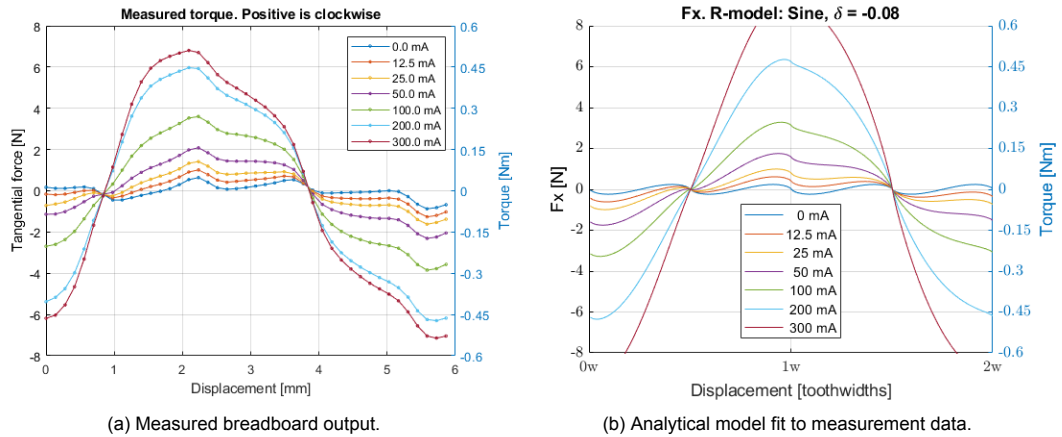 Measured torque. Positive is clockwise
8
6
4
2
0
-2
-4
-6
-8
Tangential force [N]
0.6
0.45
0.3
0.15
0
-0.15
-0.3
-0.45
-0.6
Torque [Nm]
0.0 mA
12.5 mA
25.0 mA
50.0 mA
100.0 mA
200.0 mA
300.0 mA
0 1 2 3 4 5 6
Displacement [mm]
(a) Measured breadboard output.
Fx. R-model: Sine, δ = -0.08
8
6
4
2
0
-2
-4
-6
-8
Fx [N]
0.6
0.45
0.3
0.15
0
-0.15
-0.3
-0.45
-0.6
Torque [Nm]
0 mA
12.5 mA
25 mA
50 mA
100 mA
200 mA
300 mA
0w 1w 2w
Displacement [toothwidths]
(b) Analytical model fit to measurement data.